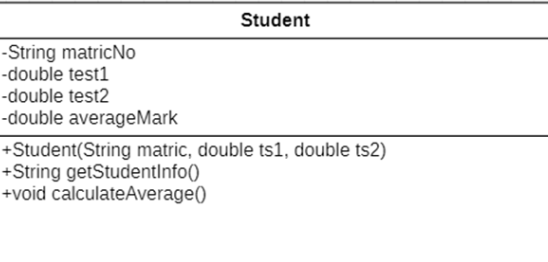 Student
-String matricNo
-double test1
-double test2
-double averageMark
+Student(String matric, double ts1, double ts2)
+String getStudentInfo()
+void calculateAverage()